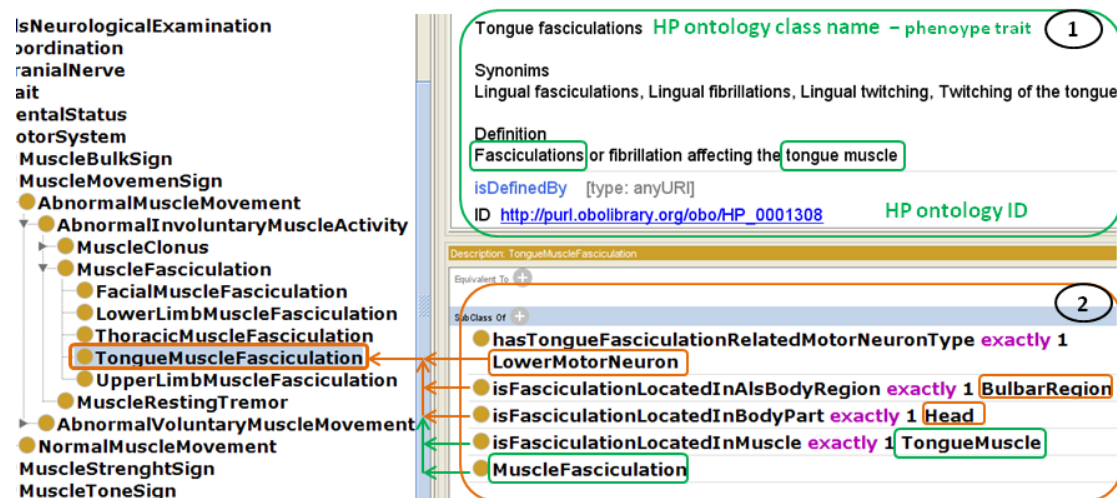 lsNeurologicalExamination
oordination
ranialNerve
ait
entalStatus
otorSystem
MuscleBulkSign
MuscleMovemenSign
AbnormalMuscleMovement
AbnormalInvoluntaryMuscleActivity
MuscleClonus
MuscleFasciculation
FacialMuscleFasciculation
LowerLimbMuscleFasciculation
ThoracicMuscleFasciculation
TongueMuscleFasciculation
UpperLimbMuscleFasciculation
MuscleRestingTremor
AbnormalVoluntaryMuscleMovement
NormalMuscleMovement
MuscleStrenghtSign
MuscleToneSign
Tongue fasciculations HP ontology class name – phenoype trait 1
Synonims
Lingual fasciculations, Lingual fibrillations, Lingual twitching, Twitching of the tongue
Definition
Fasciculations or fibrillation affecting the tongue muscle
isDefinedBy [type: anyURI]
ID http://purl.obolibrary.org/obo/HP_0001308 HP ontology ID
Description: TongueMuscleFasciculation
Equivalent To
2
SubClass Of
hasTongueFasciculationRelatedMotorNeuronType exactly 1
LowerMotorNeuron
isFasciculationLocatedInAlsBodyRegion exactly 1 BulbarRegion
isFasciculationLocatedInBodyPart exactly 1 Head
isFasciculationLocatedInMuscle exactly 1 TongueMuscle
MuscleFasciculation